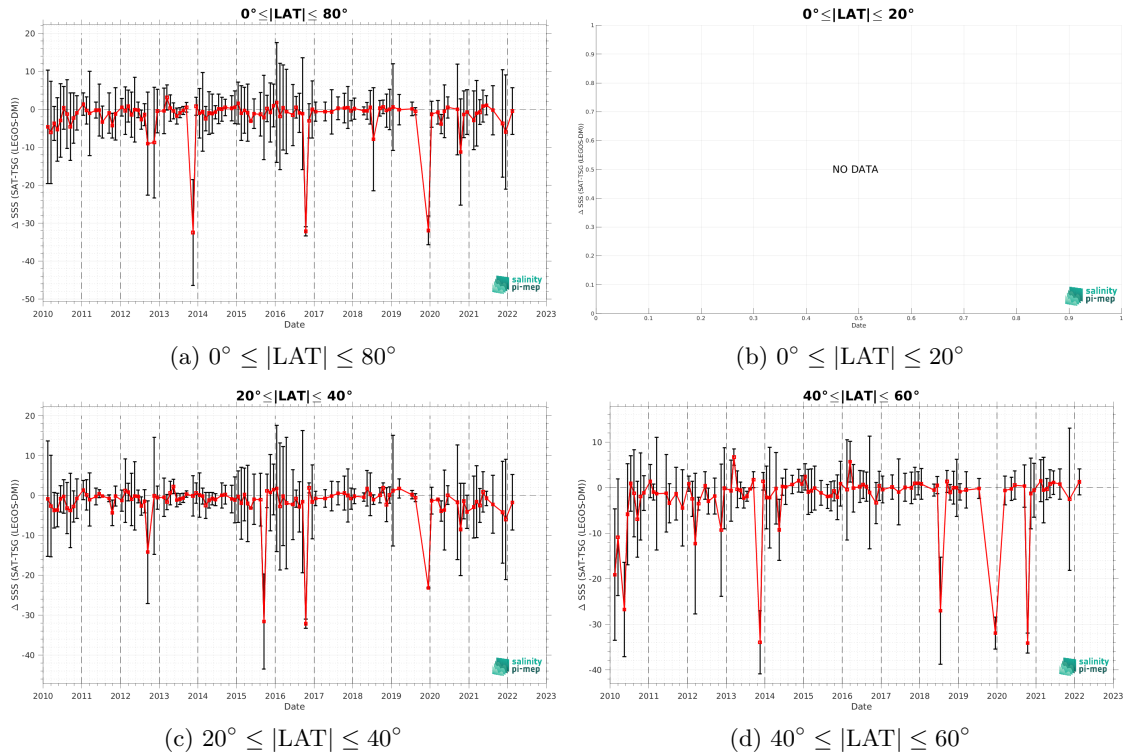 0°≤|LAT|≤ 80°
Δ SSS (SAT-TSG (LEGOS-DMI))
20
10
0
-10
-20
-30
-40
-50
2010 2011 2012 2013 2014 2015 2016 2017 2018 2019 2020 2021 2022 2023
Date
salinity
pi-mep
(a) 0° ≤ |LAT| ≤ 80°
0°≤|LAT|≤ 20°
Δ SSS (SAT-TSG (LEGOS-DMI))
1
0.9
0.8
0.7
0.6
0.5
0.4
0.3
0.2
0.1
0
NO DATA
0 0.1 0.2 0.3 0.4 0.5 0.6 0.7 0.8 0.9 1
Date
salinity
pi-mep
(b) 0° ≤ |LAT| ≤ 20°
20°≤|LAT|≤ 40°
Δ SSS (SAT-TSG (LEGOS-DMI))
20
10
0
-10
-20
-30
-40
2010 2011 2012 2013 2014 2015 2016 2017 2018 2019 2020 2021 2022 2023
Date
salinity
pi-mep
(c) 20° ≤ |LAT| ≤ 40°
40°≤|LAT|≤ 60°
Δ SSS (SAT-TSG (LEGOS-DMI))
10
0
-10
-20
-30
-40
2010 2011 2012 2013 2014 2015 2016 2017 2018 2019 2020 2021 2022 2023
Date
salinity
pi-mep
(d) 40° ≤ |LAT| ≤ 60°